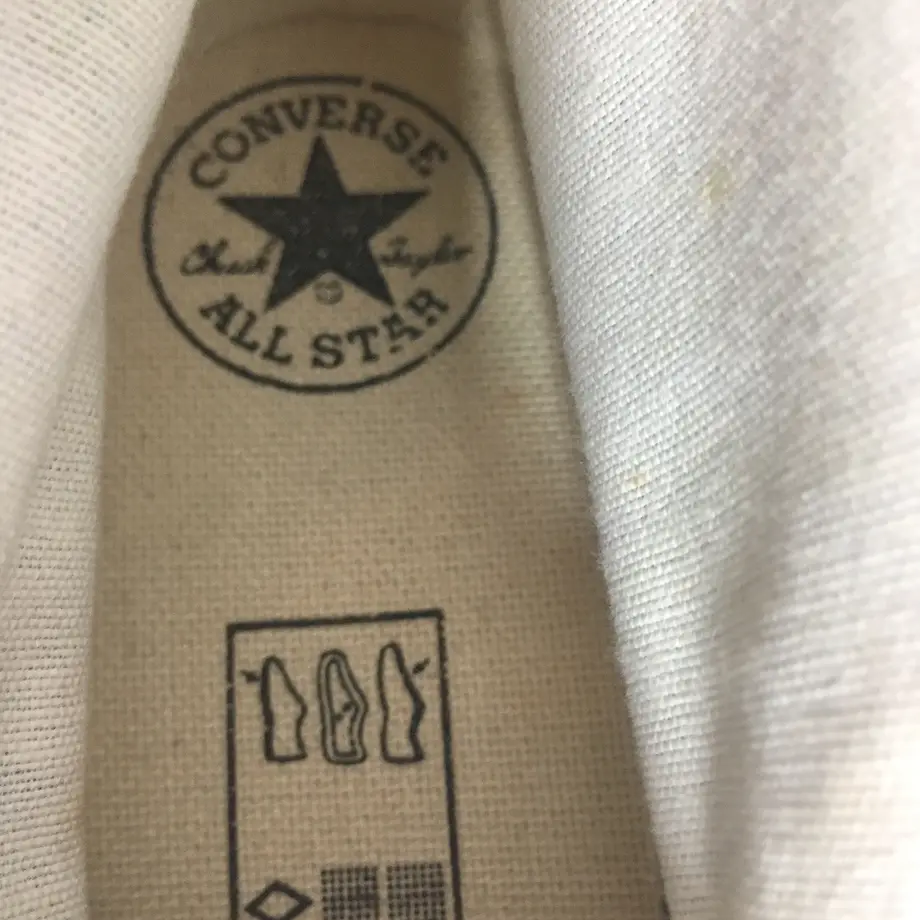 CONVERSE
Chuck Taylor
ALL STAR